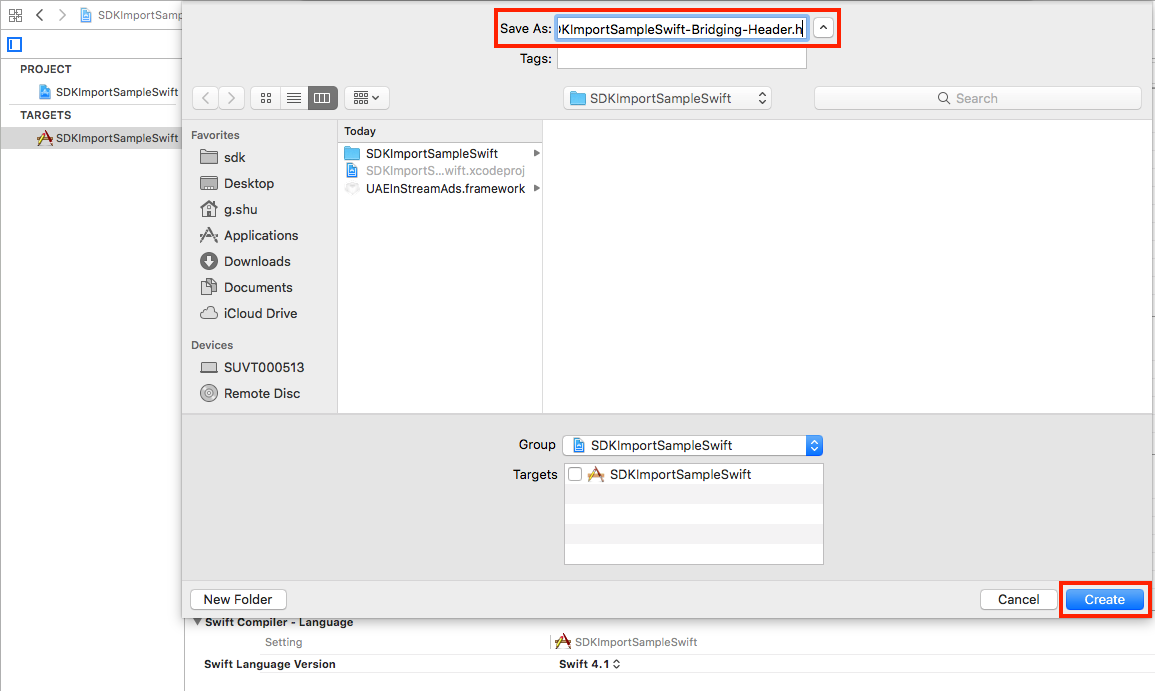 SDKImportSamp
PROJECT
SDKImportSampleSwift
TARGETS
SDKImportSampleSwift
Save As: KImportSampleSwift-Bridging-Header.h
Tags:
SDKImportSampleSwift
Search
Favorites
sdk
Desktop
g.shu
Applications
Downloads
Documents
iCloud Drive
Devices
SUVT000513
Remote Disc
Today
SDKImportSampleSwift
SDKImportS...wift.xcodeproj
UAEInStreamAds.framework
Group SDKImportSampleSwift
Targets SDKImportSampleSwift
New Folder
Cancel
Create
Swift Compiler - Language
Setting SDKImportSampleSwift
Swift Language Version Swift 4.1